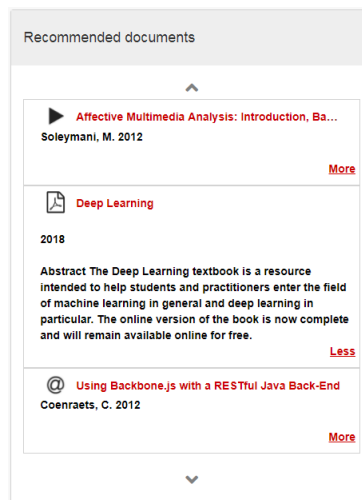 Recommended documents
Affective Multimedia Analysis: Introduction, Ba…
Soleymani, M. 2012
More
Deep Learning
2018
Abstract The Deep Learning textbook is a resource
intended to help students and practitioners enter the field
of machine learning in general and deep learning in
particular. The online version of the book is now complete
and will remain available online for free.
Less
@ Using Backbone.js with a RESTful Java Back-End
Coenraets, C. 2012
More